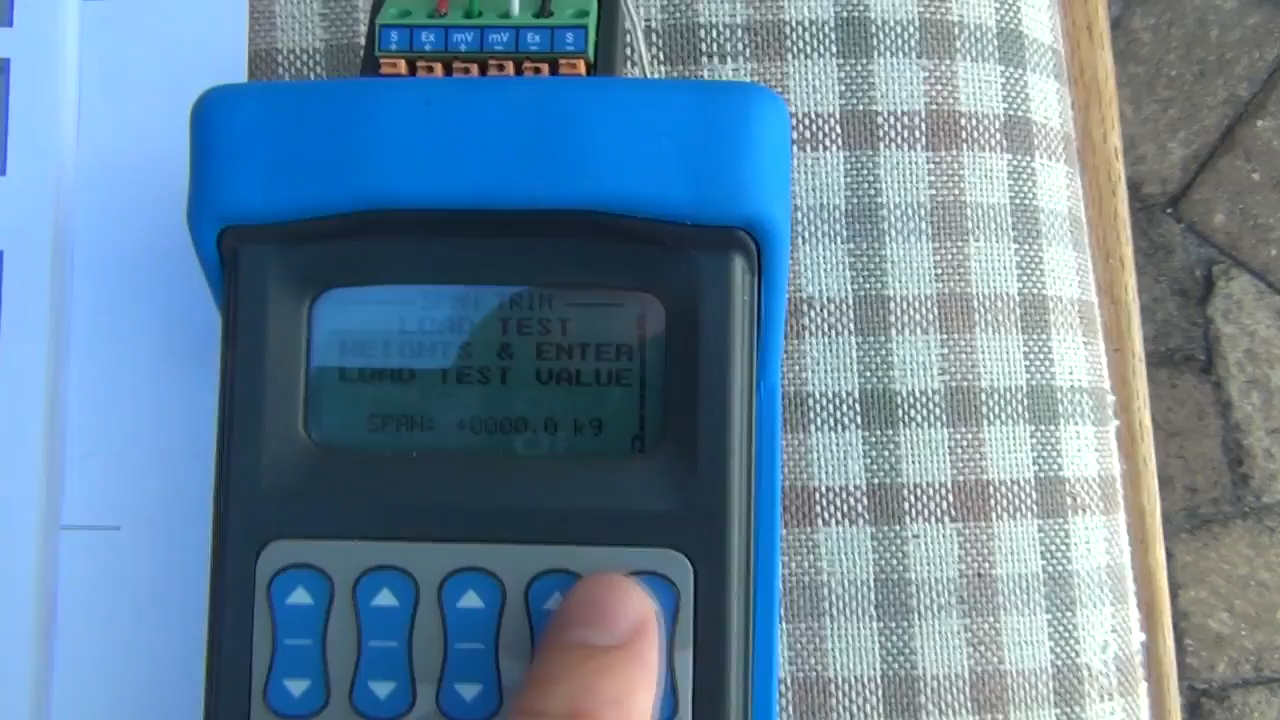 S Ex mV mV Ex S
+ + + - - -
SPAN TRIM
LOAD TEST
WEIGHTS & ENTER
LOAD TEST VALUE
SPAN: +0000.0 kg